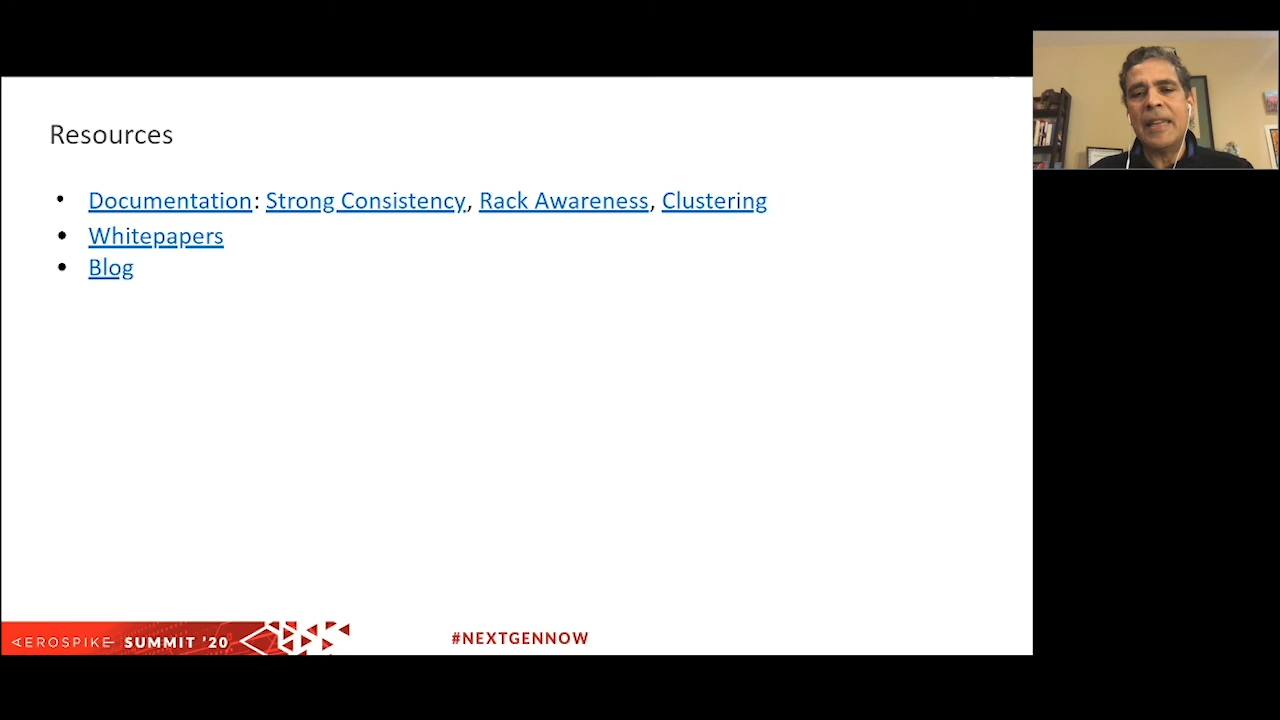 Resources
• Documentation: Strong Consistency, Rack Awareness, Clustering
• Whitepapers
• Blog
AEROSPIKE SUMMIT '20
#NEXTGENNOW